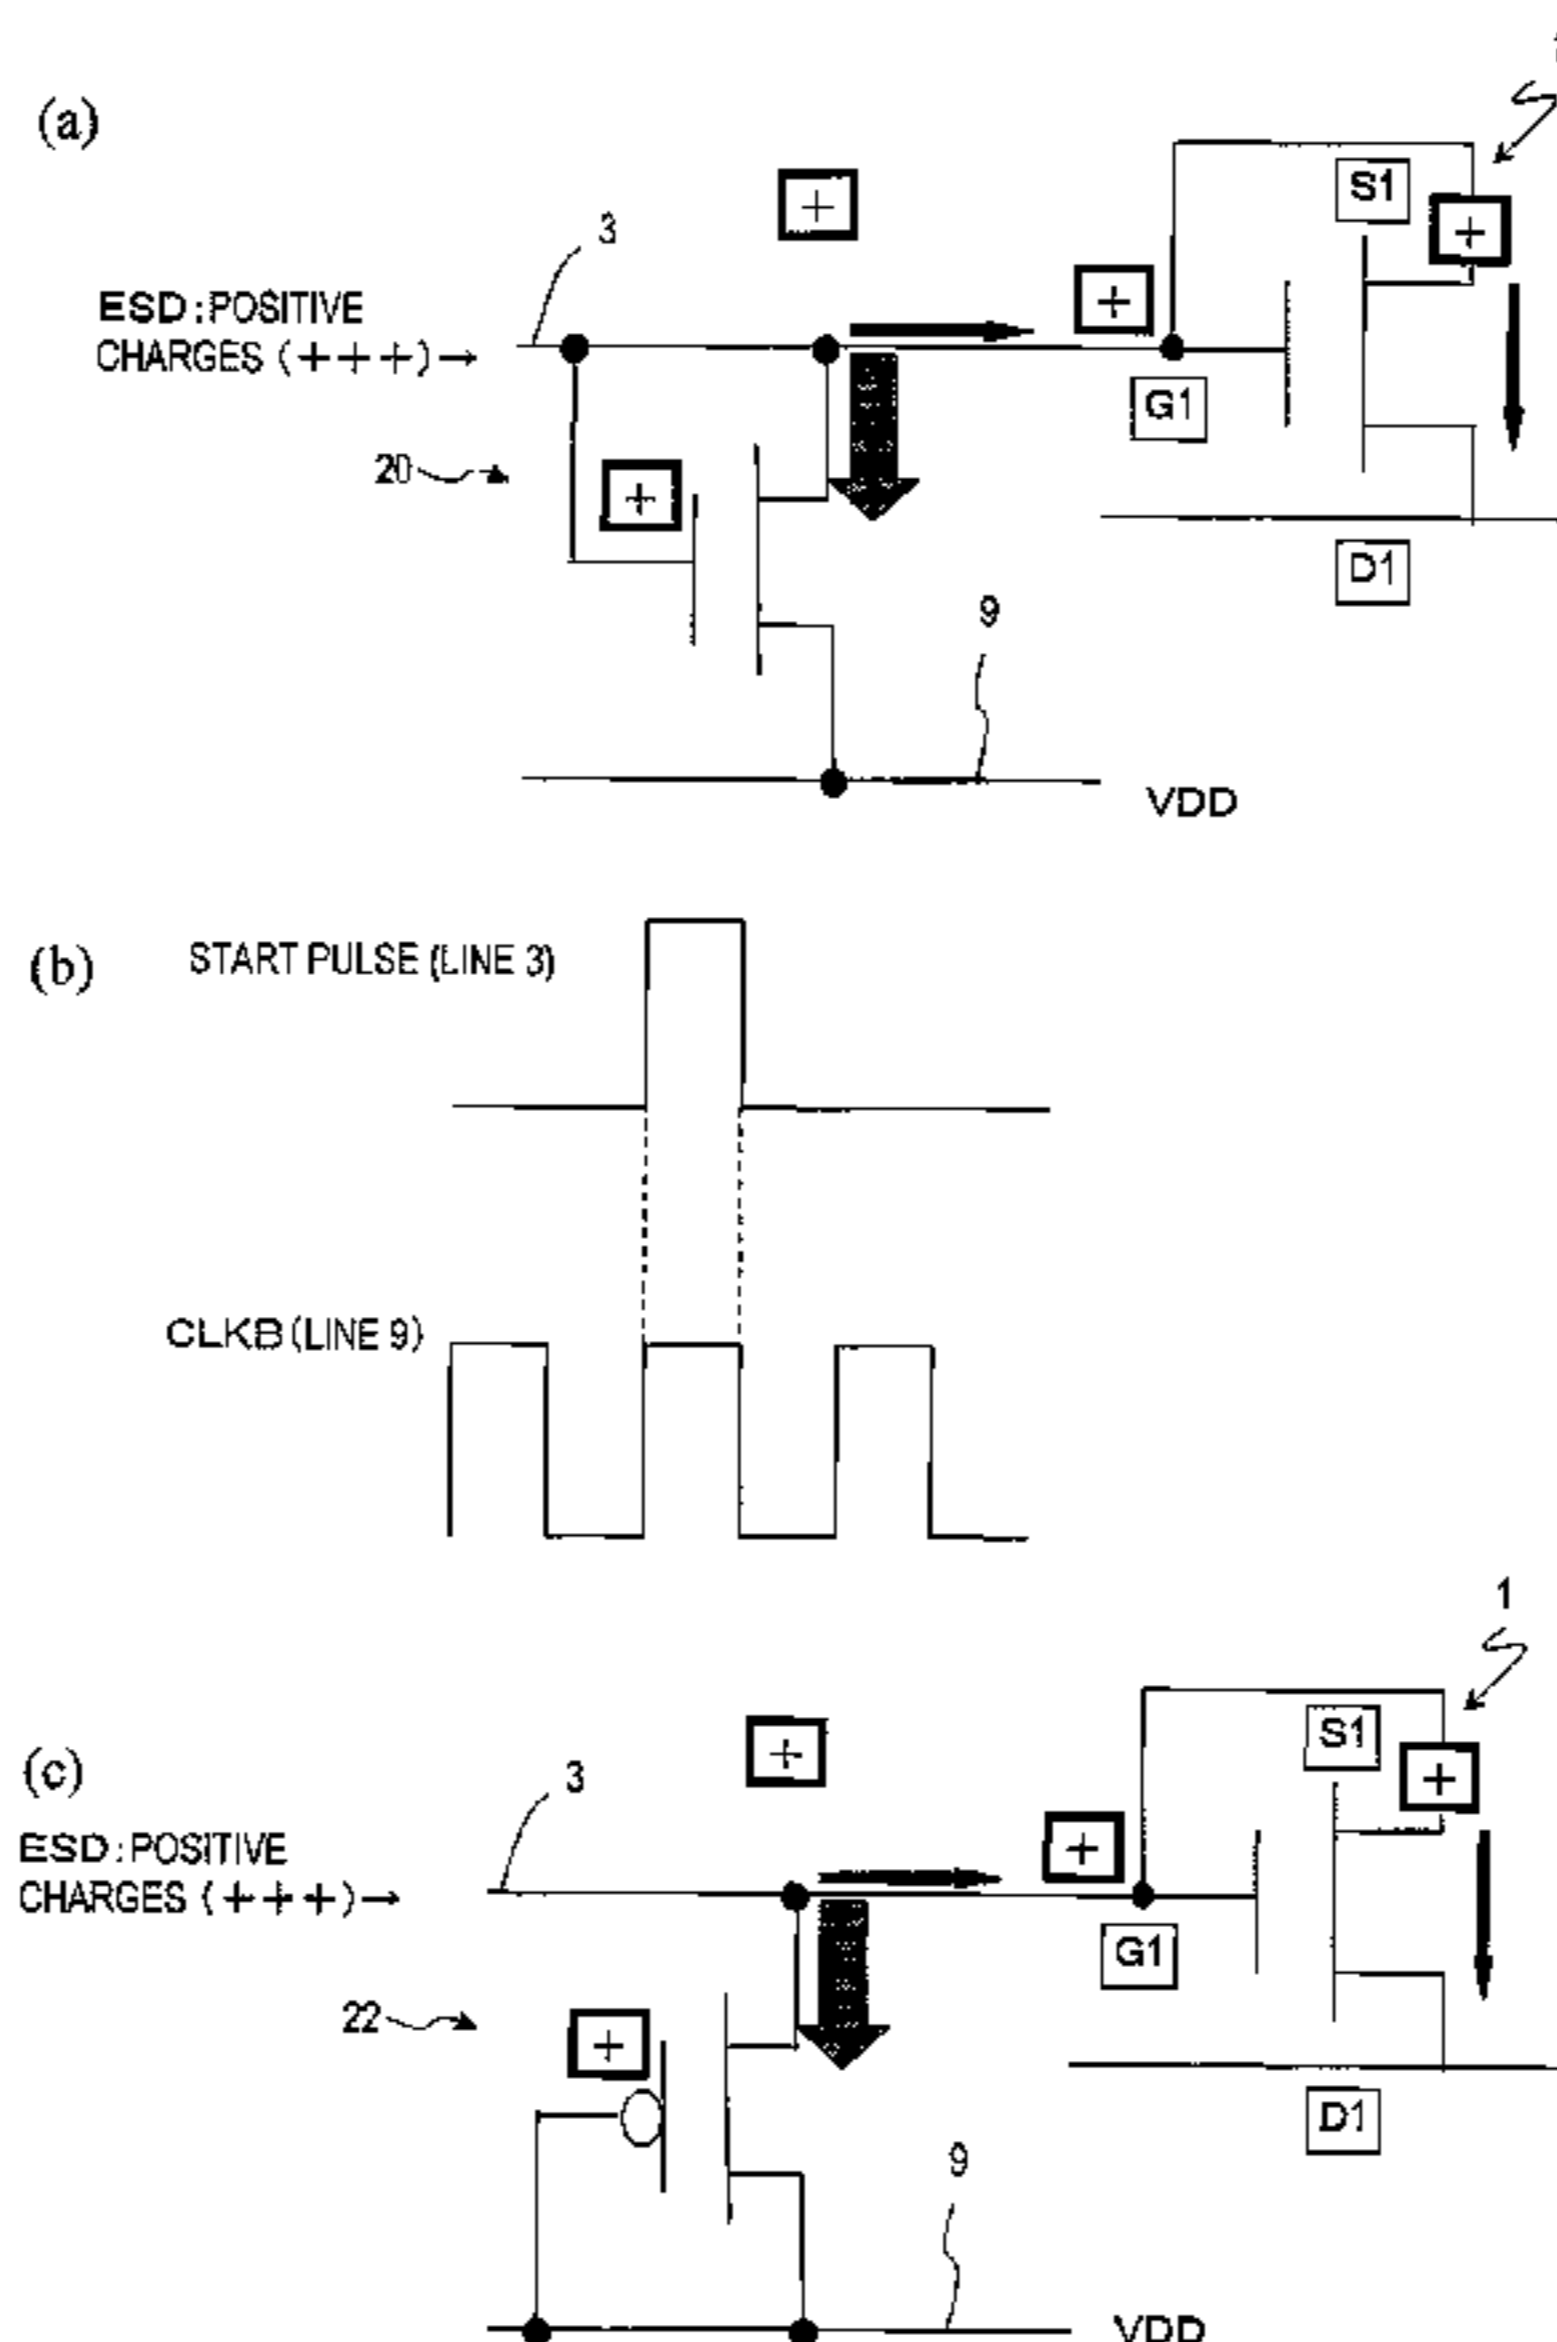 (a)
+
S1
+
3
+
ESD:POSITIVE
CHARGES (+++)→
G1
20
+
D1
9
VDD
(b)
START PULSE (LINE 3)
CLKB (LINE 9)
1
+
S1
(c)
3
+
+
ESD:POSITIVE
CHARGES (+++)→
G1
22
+
D1
9
VDD